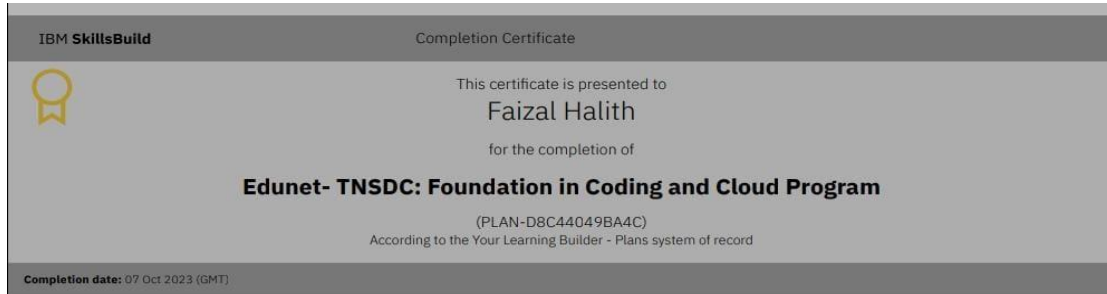 IBM SkillsBuild Completion Certificate
This certificate is presented to
Faizal Halith
for the completion of
Edunet- TNSDC: Foundation in Coding and Cloud Program
(PLAN-D8C44049BA4C)
According to the Your Learning Builder - Plans system of record
Completion date: 07 Oct 2023 (GMT)